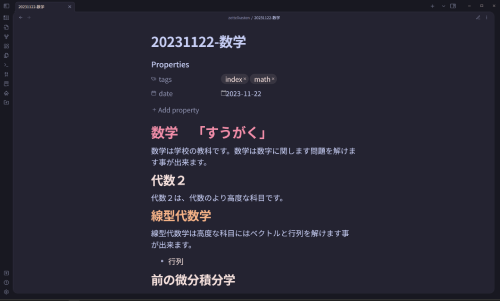 20231122-数学
20231122-数学
20231122-数学
Properties
tags index × math ×
date 2023-11-22
+ Add property
数学 「すうがく」
数学は学校の教科です。数学は数字に関します問題を解けま
す事が出来ます。
代数２
代数２は、代数のより高度な科目です。
線型代数学
線型代数学は高度な科目にはベクトルと行列を解けます事
が出来ます。
• 行列
前の微分積分学